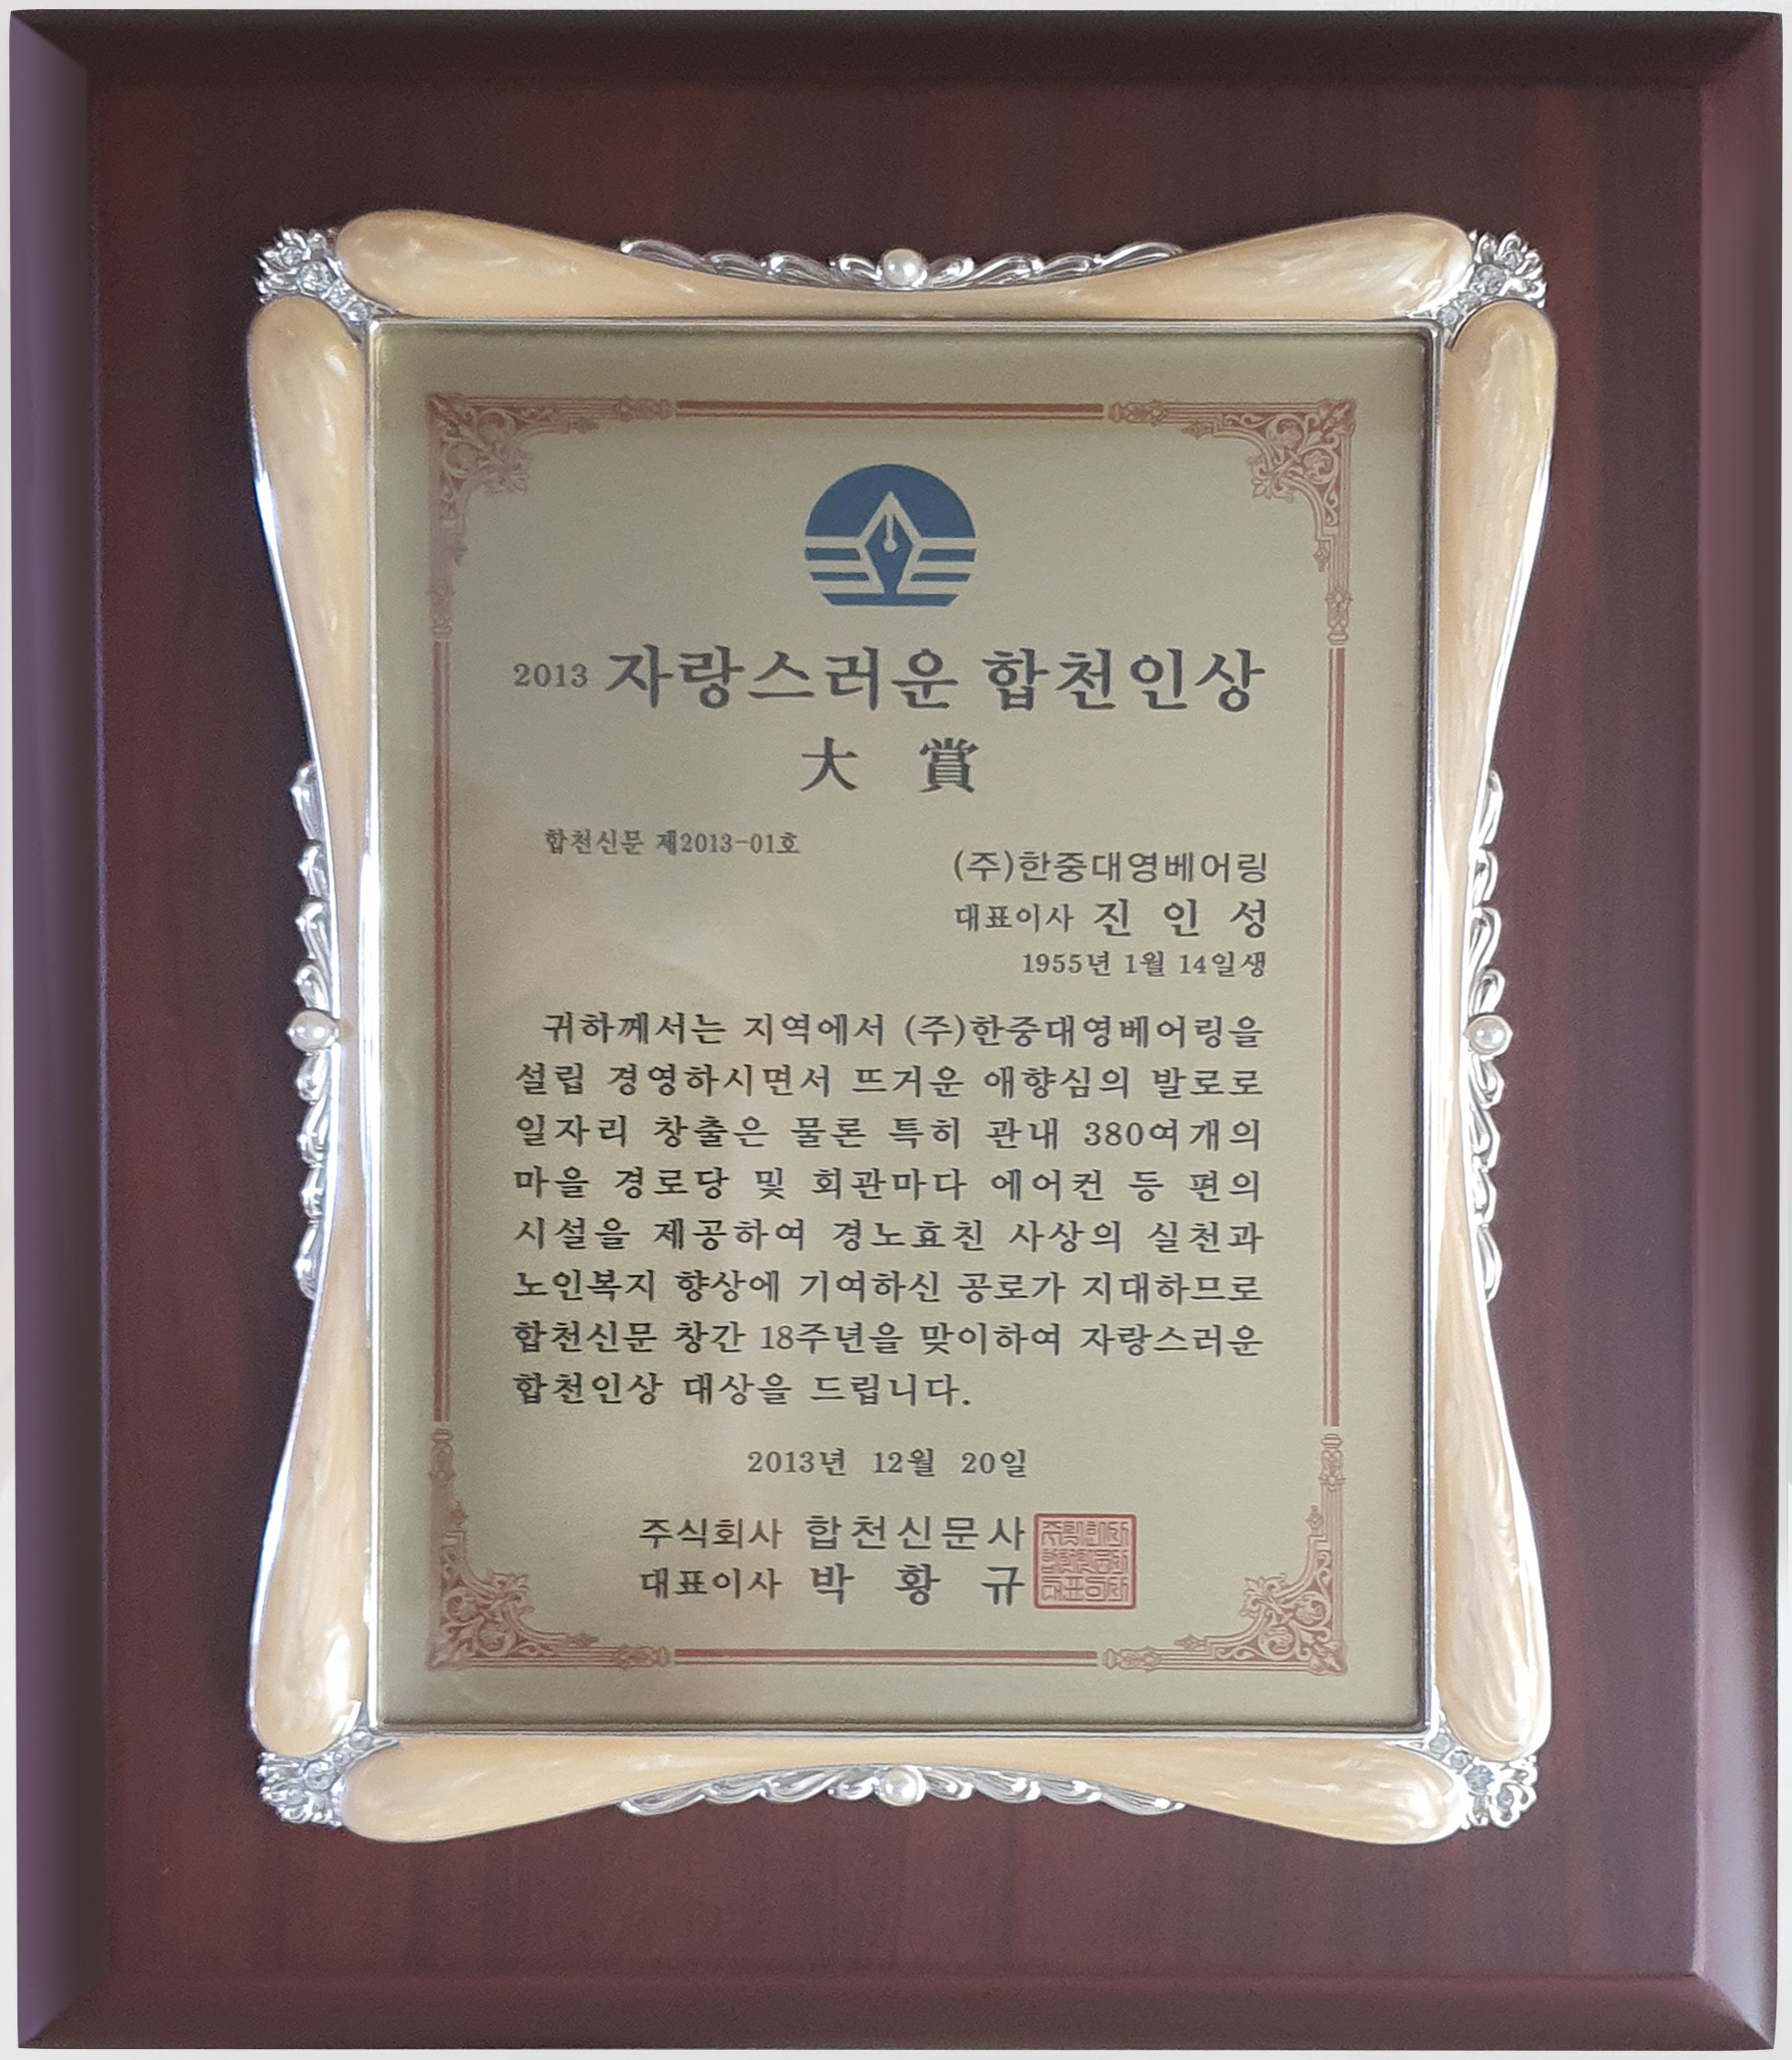 2013 자랑스러운 합천인상
大 賞
합천신문 제2013-01호
(주)한중대영베어링
대표이사 진 인 성
1955년 1월 14일생
귀하께서는 지역에서 (주)한중대영베어링을
설립 경영하시면서 뜨거운 애향심의 발로로
일자리 창출은 물론 특히 관내 380여개의
마을 경로당 및 회관마다 에어컨 등 편의
시설을 제공하여 경노효친 사상의 실천과
노인복지 향상에 기여하신 공로가 지대하므로
합천신문 창간 18주년을 맞이하여 자랑스러운
합천인상 대상을 드립니다.
2013년 12월 20일
주식회사 합천신문사
대표이사 박 황 규